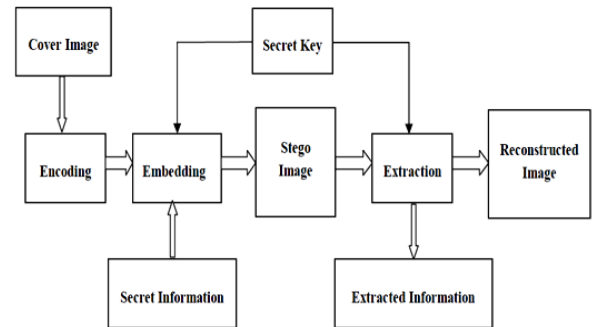 Cover Image
Secret Key
Encoding
Embedding
Stego
Image
Extraction
Reconstructed
Image
Secret Information
Extracted Information